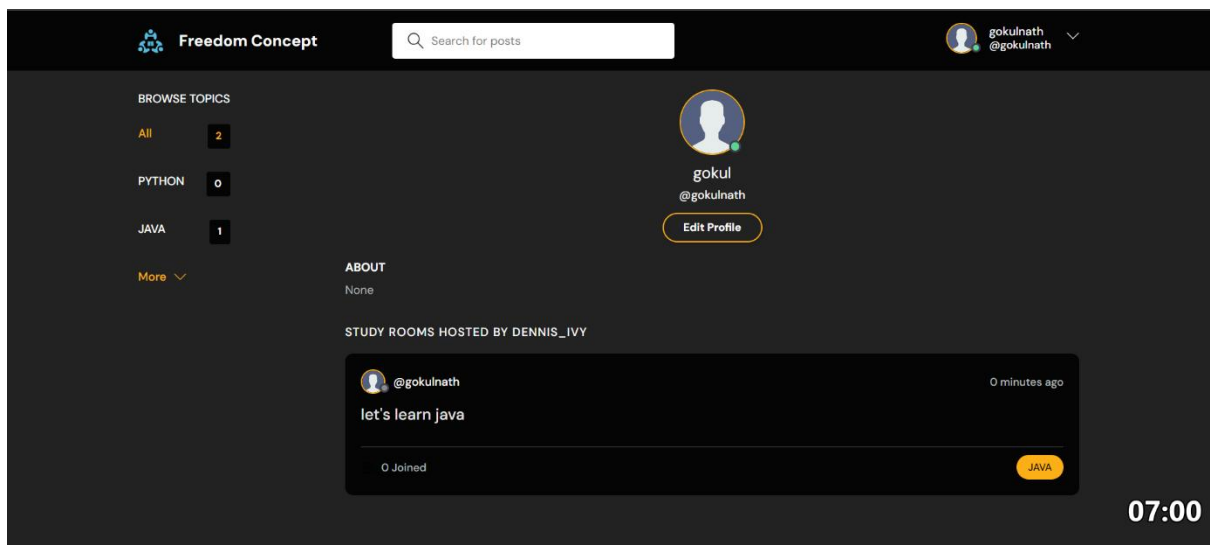 Freedom Concept
Search for posts
gokulnath
@gokulnath
BROWSE TOPICS
All 2
PYTHON 0
JAVA 1
More
gokul
@gokulnath
Edit Profile
ABOUT
None
STUDY ROOMS HOSTED BY DENNIS_IVY
@gokulnath 0 minutes ago
let's learn java
0 Joined JAVA
07:00